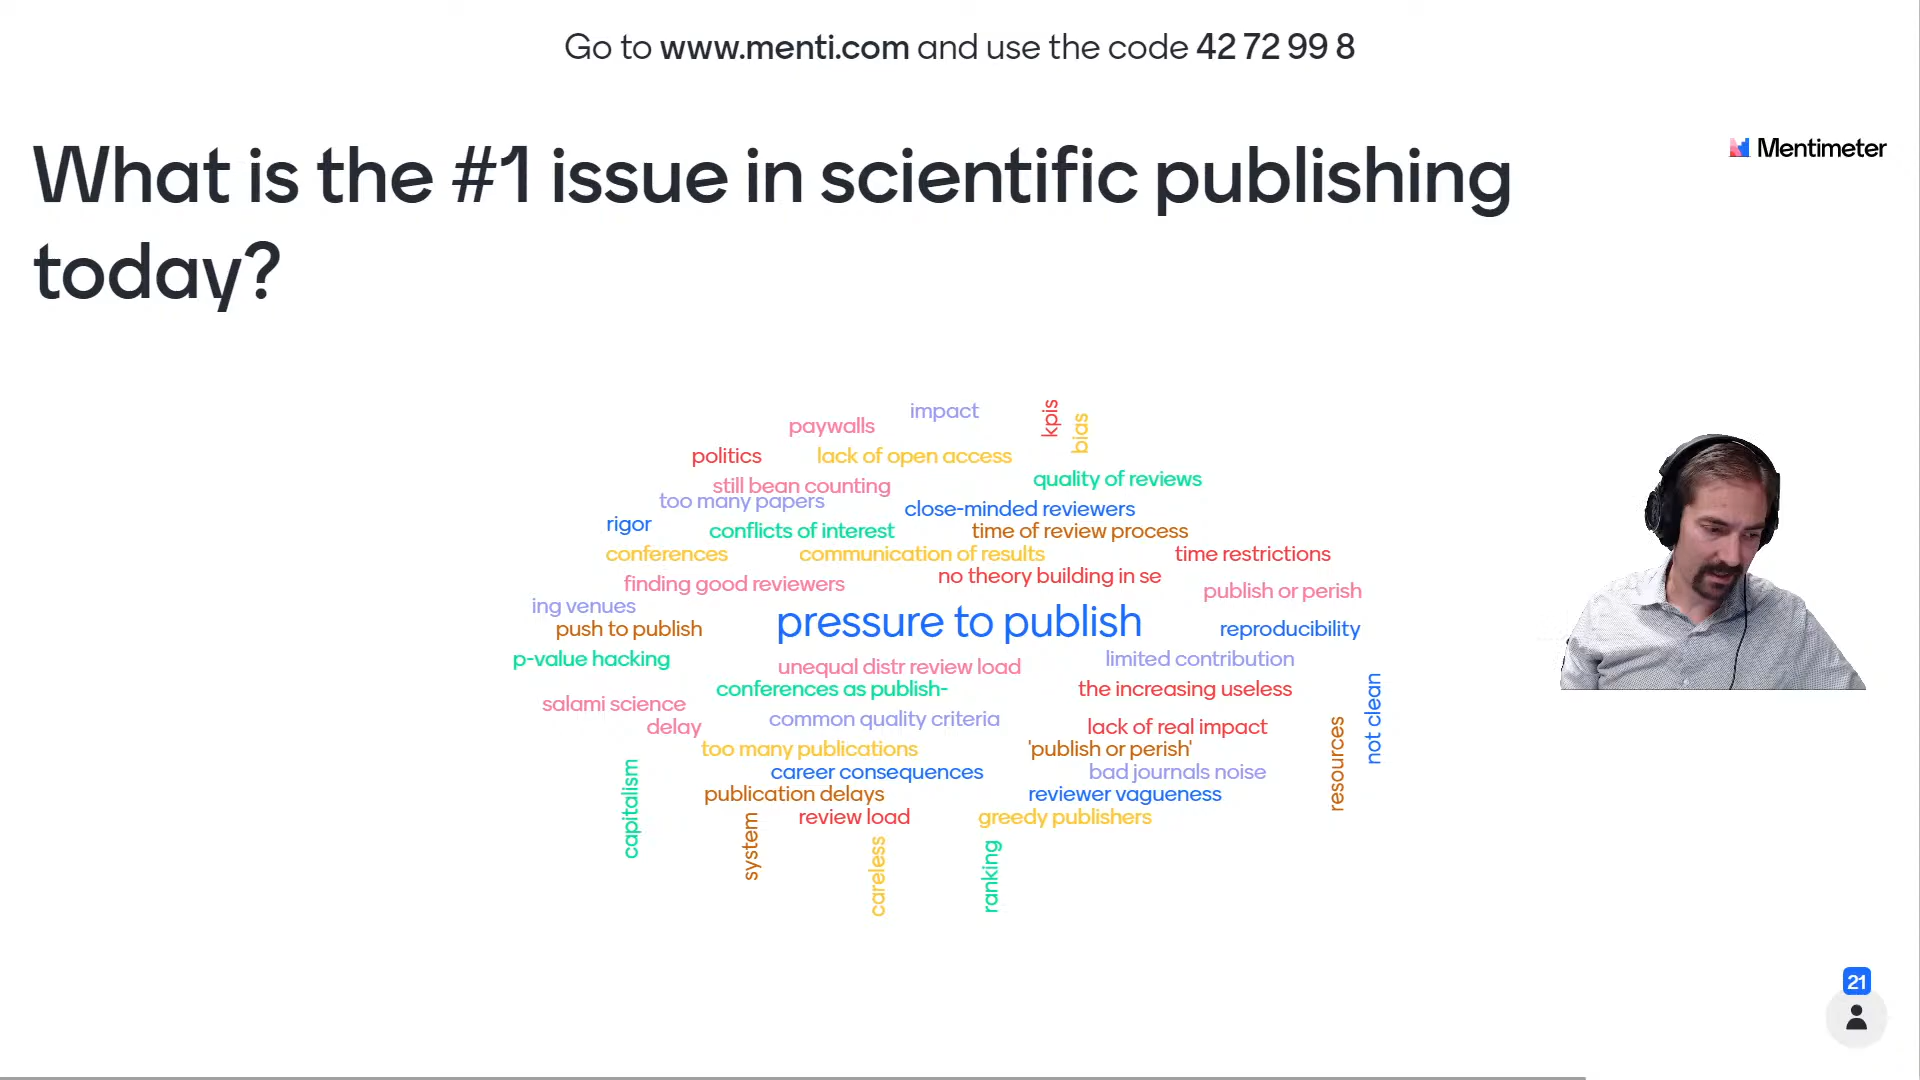 Go to www.menti.com and use the code 42 72 99 8
What is the #1 issue in scientific publishing
today?
Mentimeter
impact
kpis
bias
paywalls
politics
lack of open access
quality of reviews
still bean counting
too many papers
close-minded reviewers
rigor
conflicts of interest
time of review process
conferences
communication of results
time restrictions
finding good reviewers
no theory building in se
publish or perish
ing venues
pressure to publish
push to publish
reproducibility
p-value hacking
unequal distr review load
limited contribution
conferences as publish-
the increasing useless
not clean
salami science
common quality criteria
delay
lack of real impact
resources
too many publications
'publish or perish'
career consequences
bad journals noise
capitalism
publication delays
reviewer vagueness
review load
greedy publishers
system
careless
ranking
21